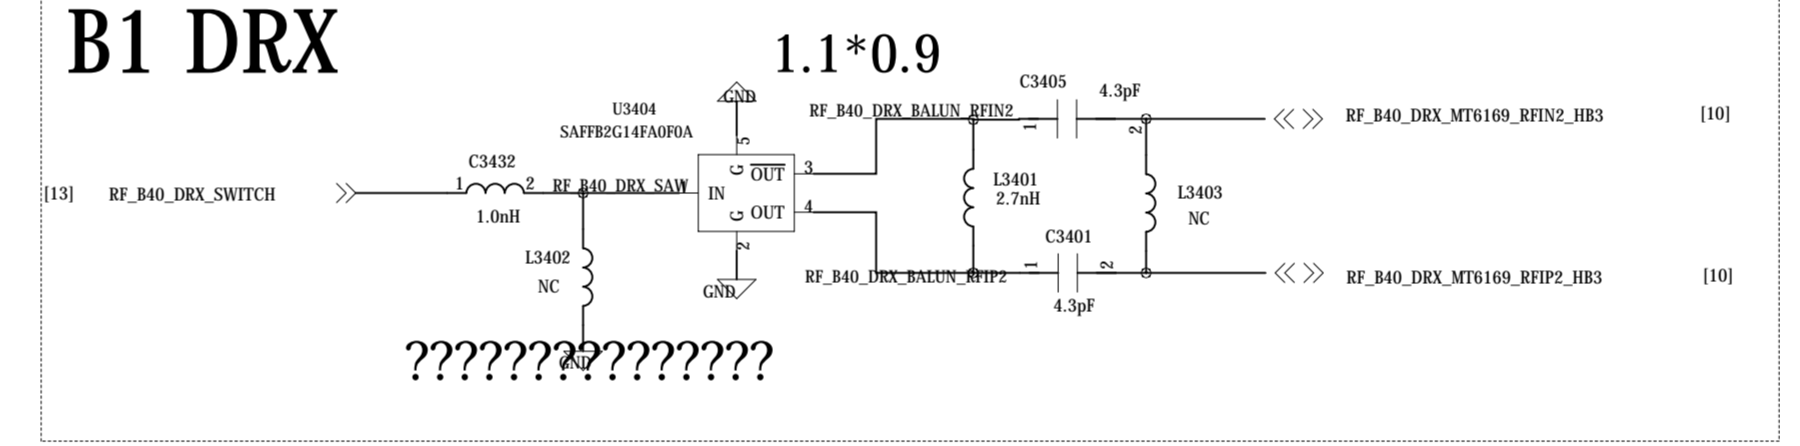 B1 DRX
1.1*0.9
C3405
4.3pF
GND
U3404
SAFFB2G14FA0F0A
RF_B40_DRX_BALUN_RFIN2
RF_B40_DRX_MT6169_RFIN2_HB3 [10]
1
2
5
C3432
G OUT 3
L3401
2.7nH
[13] RF_B40_DRX_SWITCH
1 2
RF_B40_DRX_SAW
1
IN
L3403
NC
1.0nH
G OUT 4
2
C3401
L3402
NC
1 2
RF_B40_DRX_BALUN_RFIP2
RF_B40_DRX_MT6169_RFIP2_HB3 [10]
GND
4.3pF
???????????????
GND